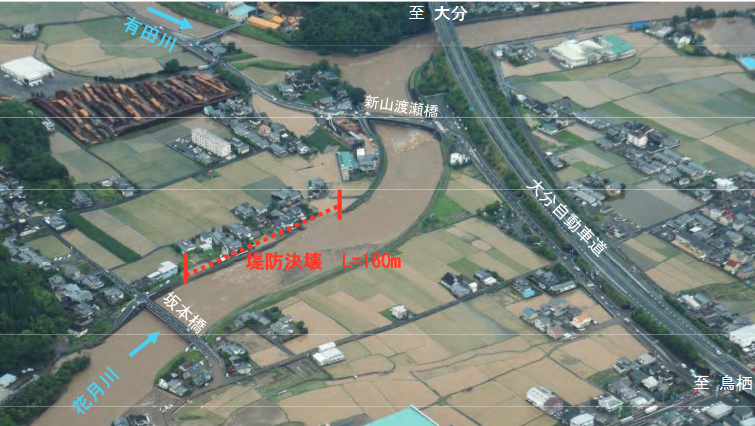 至 大分
有田川
新山渡瀬橋
大分自動車道
堤防決壊 L=160m
坂本橋
花月川
至 鳥栖